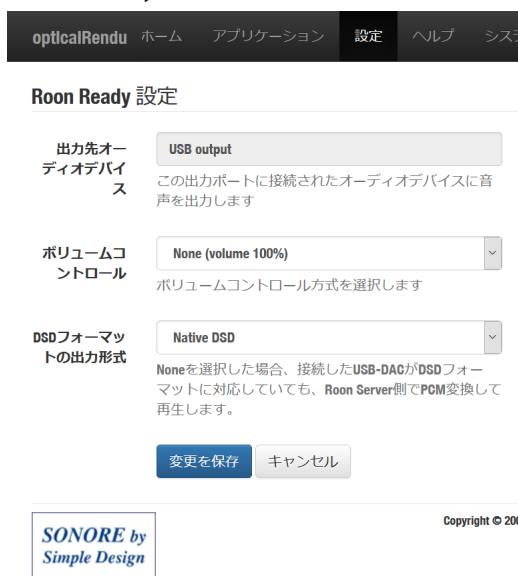 opticalRendu ホーム アプリケーション 設定 ヘルプ シス
Roon Ready 設定
出力先オー
ディオデバイ
ス
USB output
この出力ポートに接続されたオーディオデバイスに音
声を出力します
ボリュームコ
ントロール
None (volume 100%)
ボリュームコントロール方式を選択します
DSDフォーマッ
トの出力形式
Native DSD
Noneを選択した場合、接続したUSB-DACがDSDフォー
マットに対応していても、Roon Server側でPCM変換して
再生します。
変更を保存 キャンセル
SONORE by
Simple Design
Copyright © 200